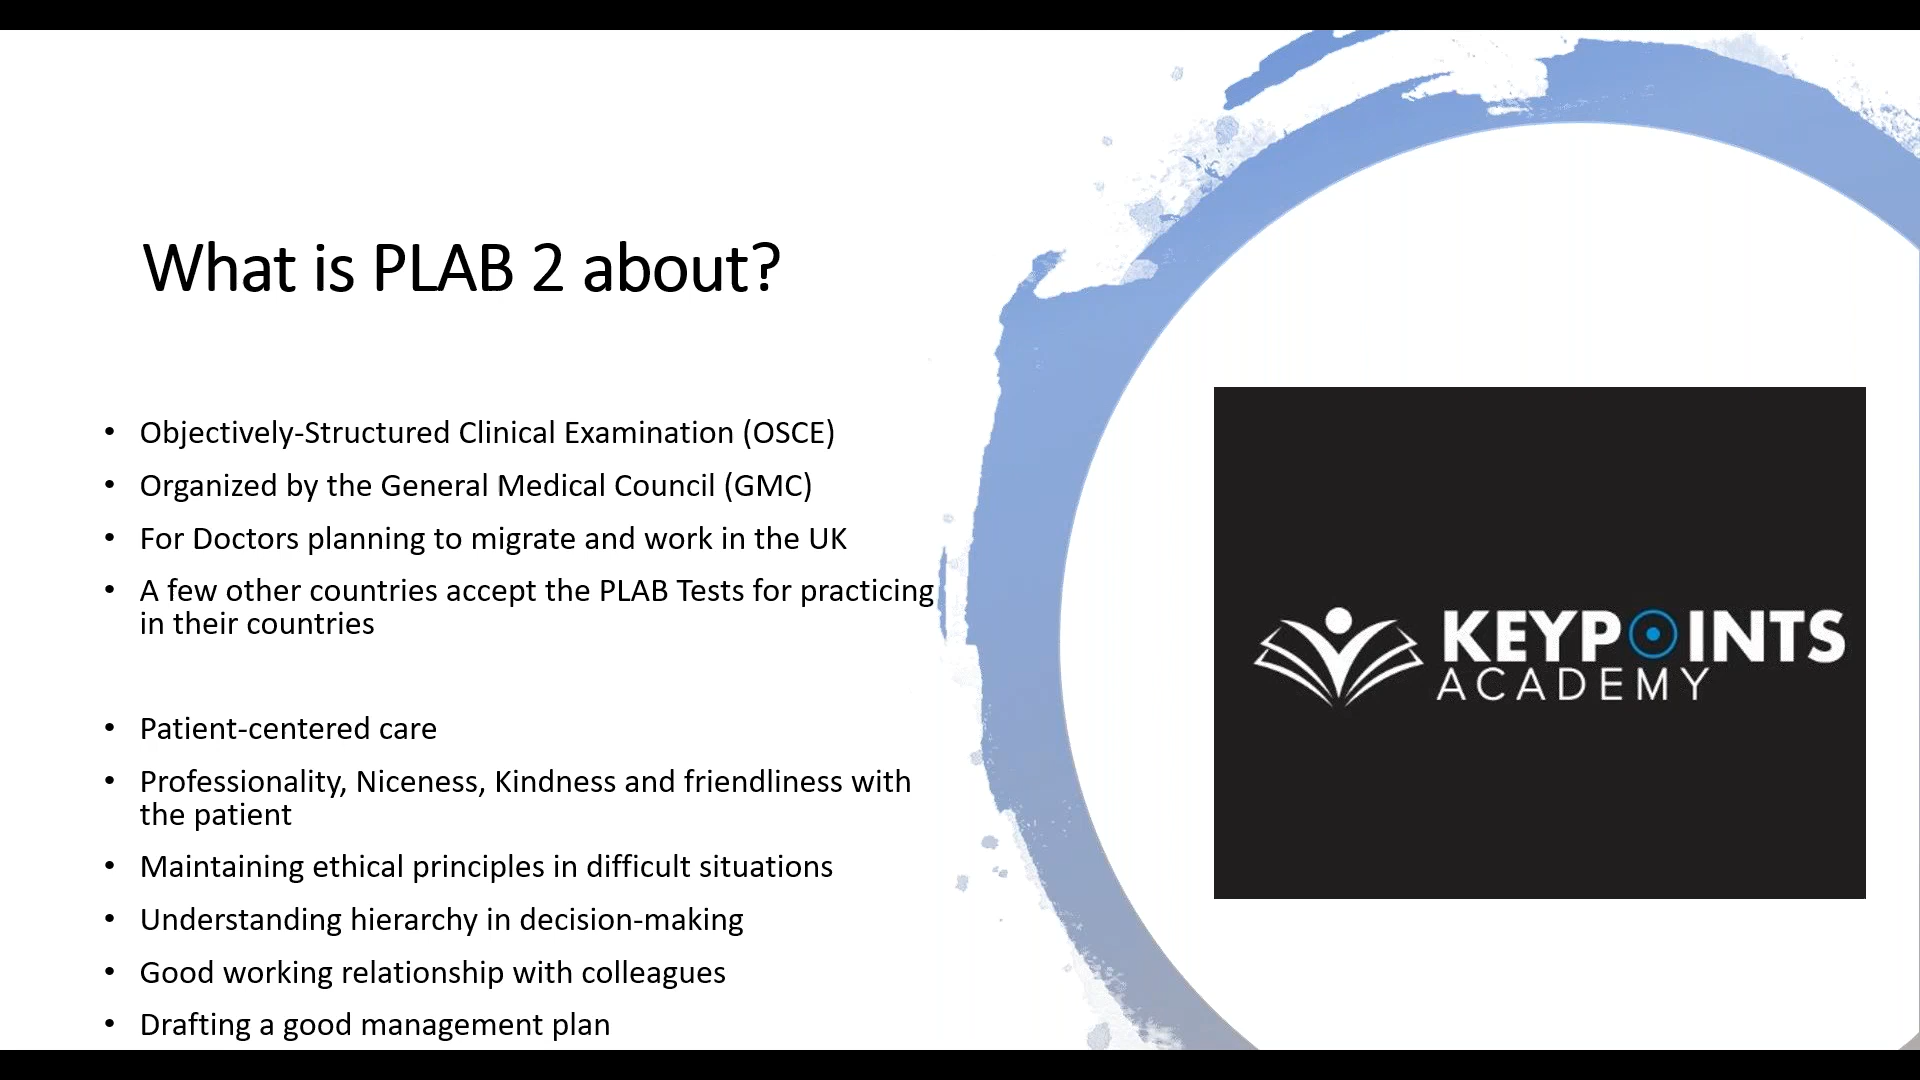 What is PLAB 2 about?
• Objectively-Structured Clinical Examination (OSCE)
• Organized by the General Medical Council (GMC)
• For Doctors planning to migrate and work in the UK
• A few other countries accept the PLAB Tests for practicing
in their countries
• Patient-centered care
• Professionality, Niceness, Kindness and friendliness with
the patient
• Maintaining ethical principles in difficult situations
• Understanding hierarchy in decision-making
• Good working relationship with colleagues
• Drafting a good management plan
KEYPOINTS
ACADEMY